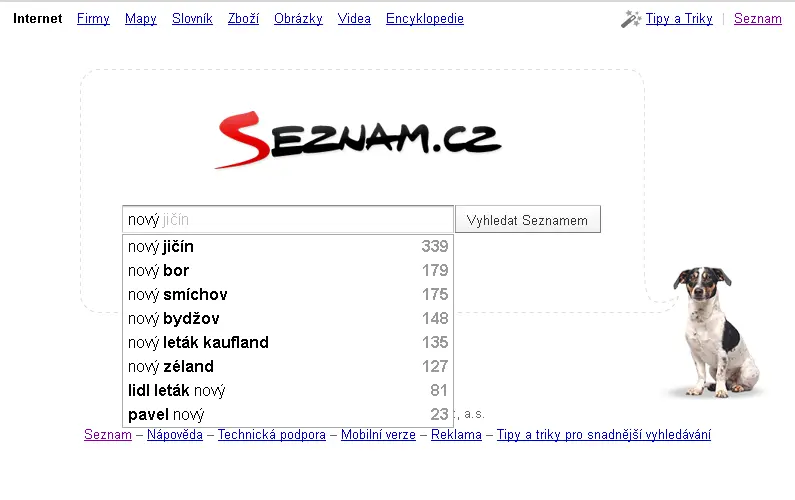 Internet Firmy Mapy Slovník Zboží Obrázky Videa Encyklopedie Tipy a Triky | Seznam
SEZNAM.CZ
nový jičín Vyhledat Seznamem
nový jičín 339
nový bor 179
nový smíchov 175
nový bydžov 148
nový leták kaufland 135
nový zéland 127
lidl leták nový 81
pavel nový 23
, a.s.
Seznam – Nápověda – Technická podpora – Mobilní verze – Reklama – Tipy a triky pro snadnější vyhledávání